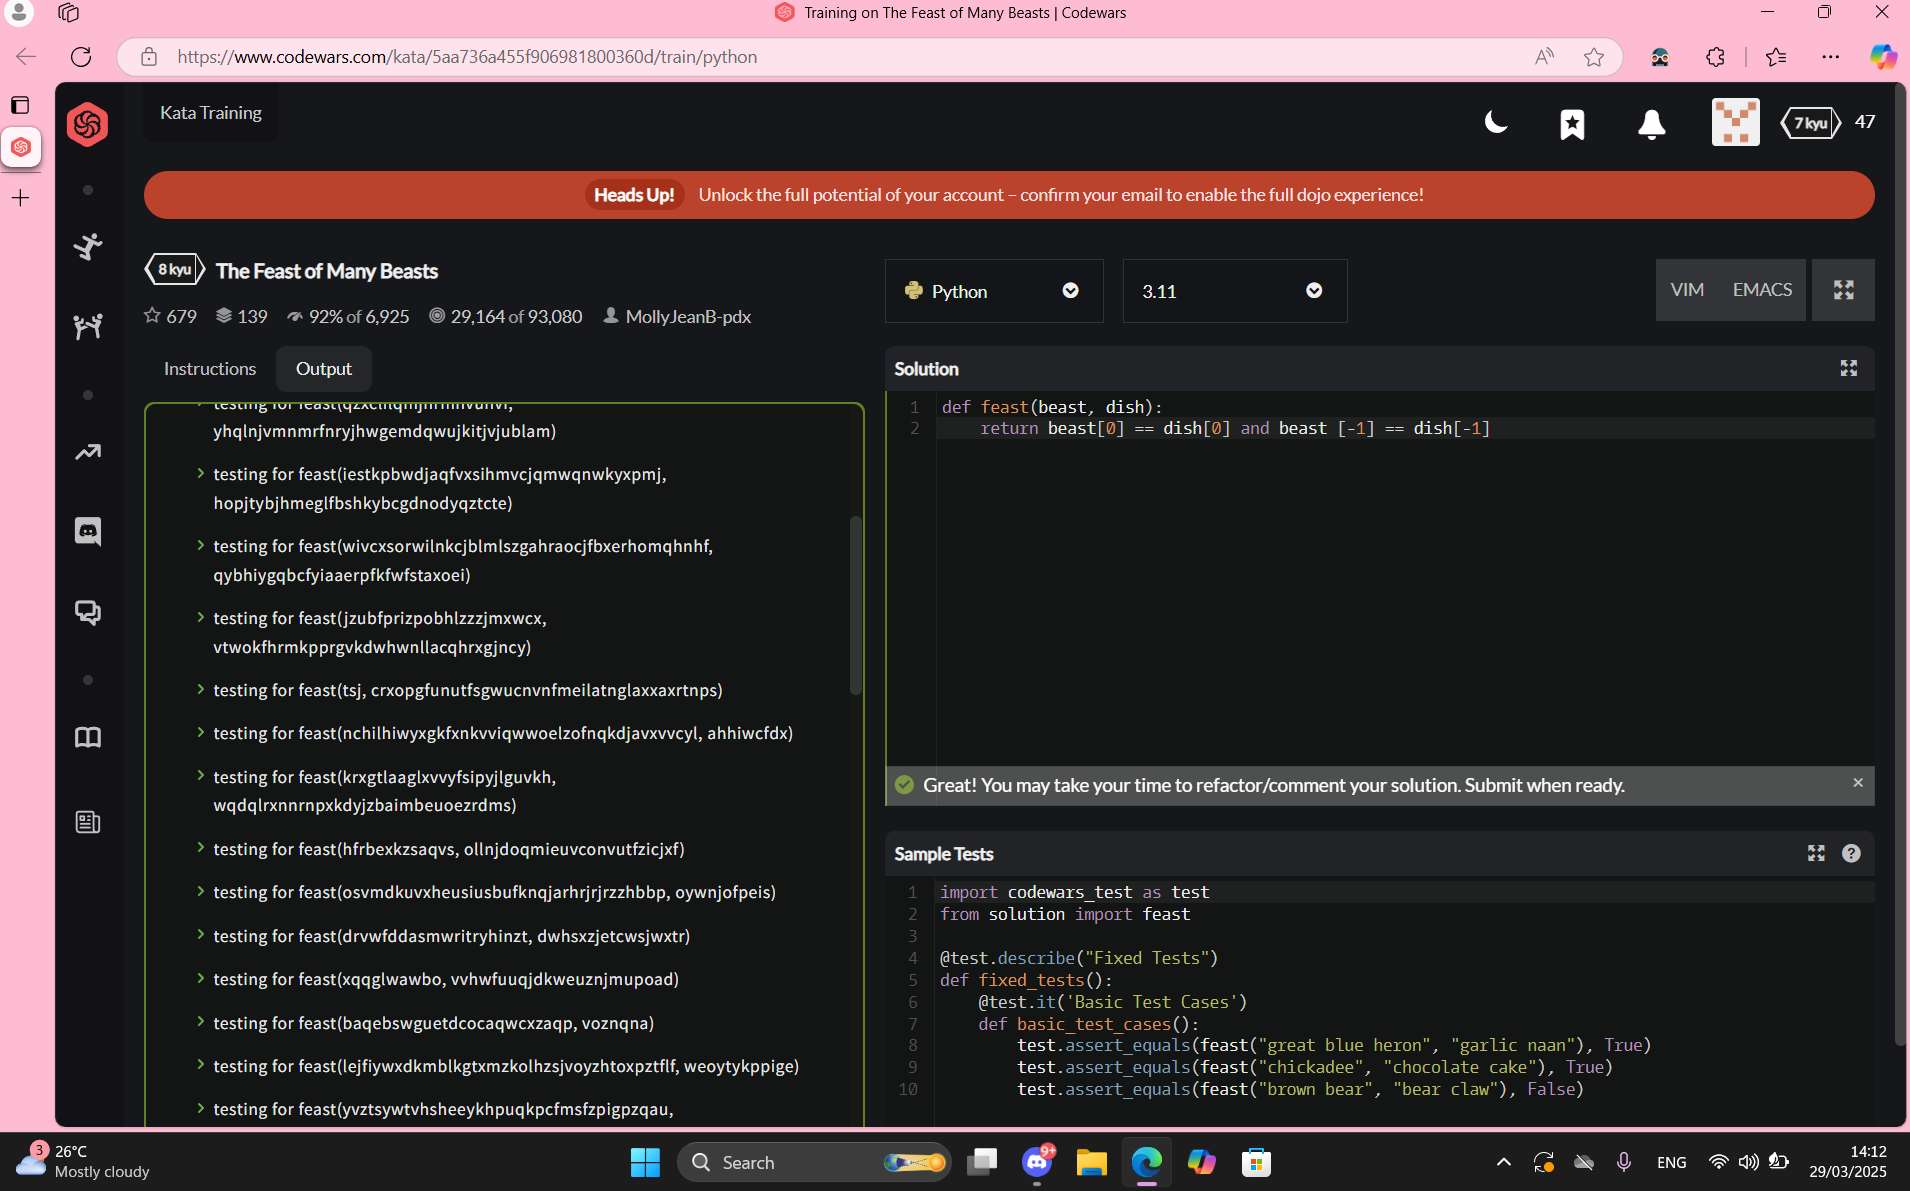 Training on The Feast of Many Beasts | Codewars
https://www.codewars.com/kata/5aa736a455f906981800360d/train/python
Kata Training
7 kyu
47
Heads Up! Unlock the full potential of your account – confirm your email to enable the full dojo experience!
8 kyu
The Feast of Many Beasts
679
139
92% of 6,925
29,164 of 93,080
MollyJeanB-pdx
Python
3.11
VIM
EMACS
Instructions
Output
yhqlnjvmnmrfnryjhwgemdqwujkitjvjublam)
testing for feast(iestkpbwdjaqfvxsihmvcjqmwqnwkyxpmj,
hopjtybjhmeglfbshkybcgdnodyqztcte)
testing for feast(wivcxsorwilnkcjblmlszgahraocjfbxerhomqhnhf,
qybhiygqbcfyiaaerpfkfwfstaxoei)
testing for feast(jzubfprizpobhlzzzjmxwcx,
vtwokfhrmkpprgvkdwhwnllacqhrxgjncy)
testing for feast(tsj, crxopgfunutfsgwucnvnfmeilatnglaxxaxrtnps)
testing for feast(nchilhiwyxgkfxnkvviqwwoelzofnqkdjavxvvcyl, ahhiwcfdx)
testing for feast(krxgtlaaglxvvyfsipyjlguvkh,
wqdqlrxnnrnpxkdyjzbaimbeuoezrdms)
testing for feast(hfrbexkzsaqvs, ollnjdoqmieuvconvutfzicjxf)
testing for feast(osvmdkuvxheusiusbufknqjarhrjrjrzzhbbp, oywnjofpeis)
testing for feast(drvwfddasmwritryhinzt, dwhsxzjetcwsjwxtr)
testing for feast(xqqglwawbo, vvhwfuuqjdkweuznjmupoad)
testing for feast(baqebswguetdcocaqwcxzaqp, voznqna)
testing for feast(lejfiywxdkmblkgtxmzkolhzsjvoyzhtoxpztflf, weoytykppige)
testing for feast(yvztsywtvhsheeykhpuqkpcfmsfzpigpzqau,
Solution
1 def feast(beast, dish):
2 return beast[0] == dish[0] and beast [-1] == dish[-1]
Great! You may take your time to refactor/comment your solution. Submit when ready.
Sample Tests
1 import codewars_test as test
2 from solution import feast
3
4 @test.describe("Fixed Tests")
5 def fixed_tests():
6 @test.it('Basic Test Cases')
7 def basic_test_cases():
8 test.assert_equals(feast("great blue heron", "garlic naan"), True)
9 test.assert_equals(feast("chickadee", "chocolate cake"), True)
10 test.assert_equals(feast("brown bear", "bear claw"), False)
3
26°C
Mostly cloudy
Search
9+
ENG
14:12
29/03/2025